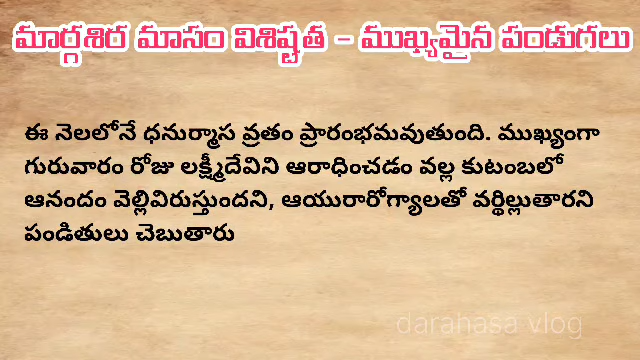 మార్గశిర మాసం విశిష్టత - ముఖ్యమైన పండుగలు
ఈ నెలలోనే ధనుర్మాస వ్రతం ప్రారంభమవుతుంది. ముఖ్యంగా
గురువారం రోజు లక్ష్మీదేవిని ఆరాధించడం వల్ల కుటంబలో
ఆనందం వెల్లివిరుస్తుందని, ఆయురారోగ్యాలతో వర్థిల్లుతారని
పండితులు చెబుతారు
darahasa vlog